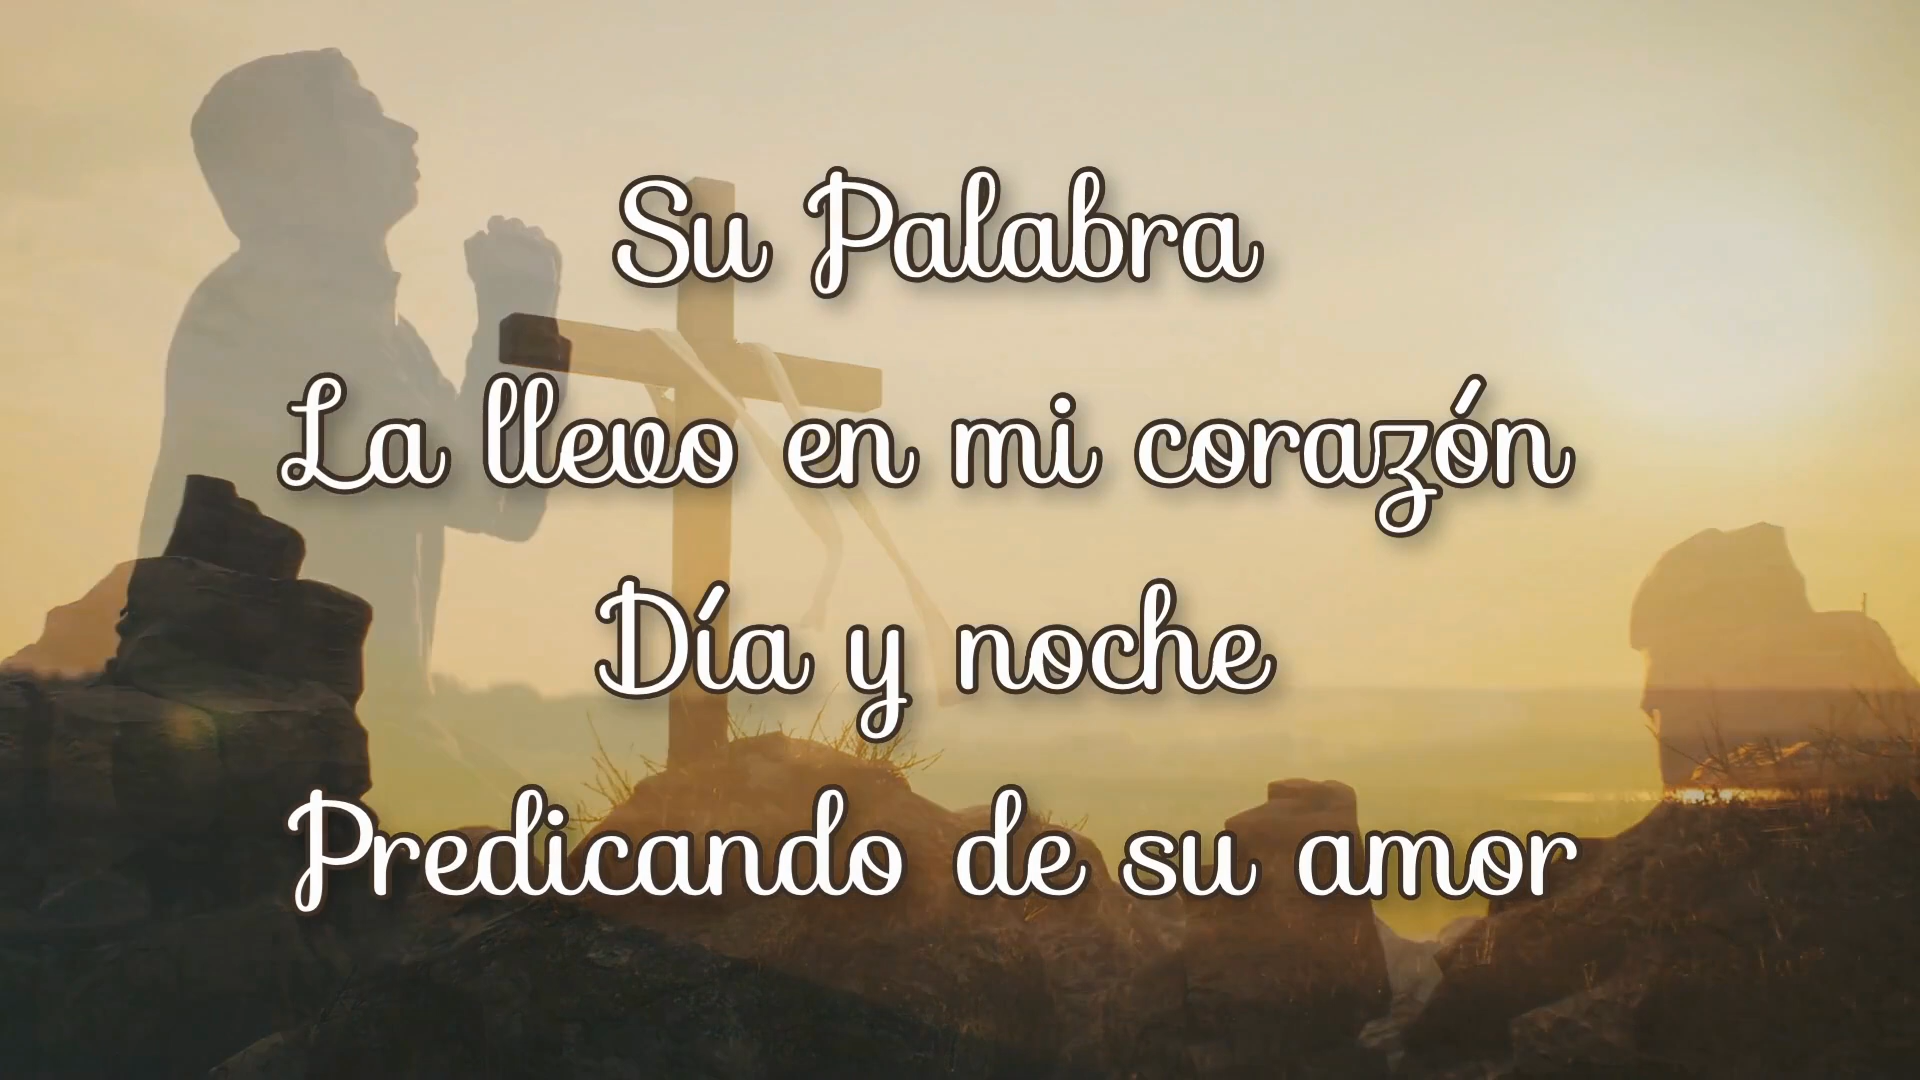 Su Palabra
La llevo en mi corazón
Día y noche
Predicando de su amor